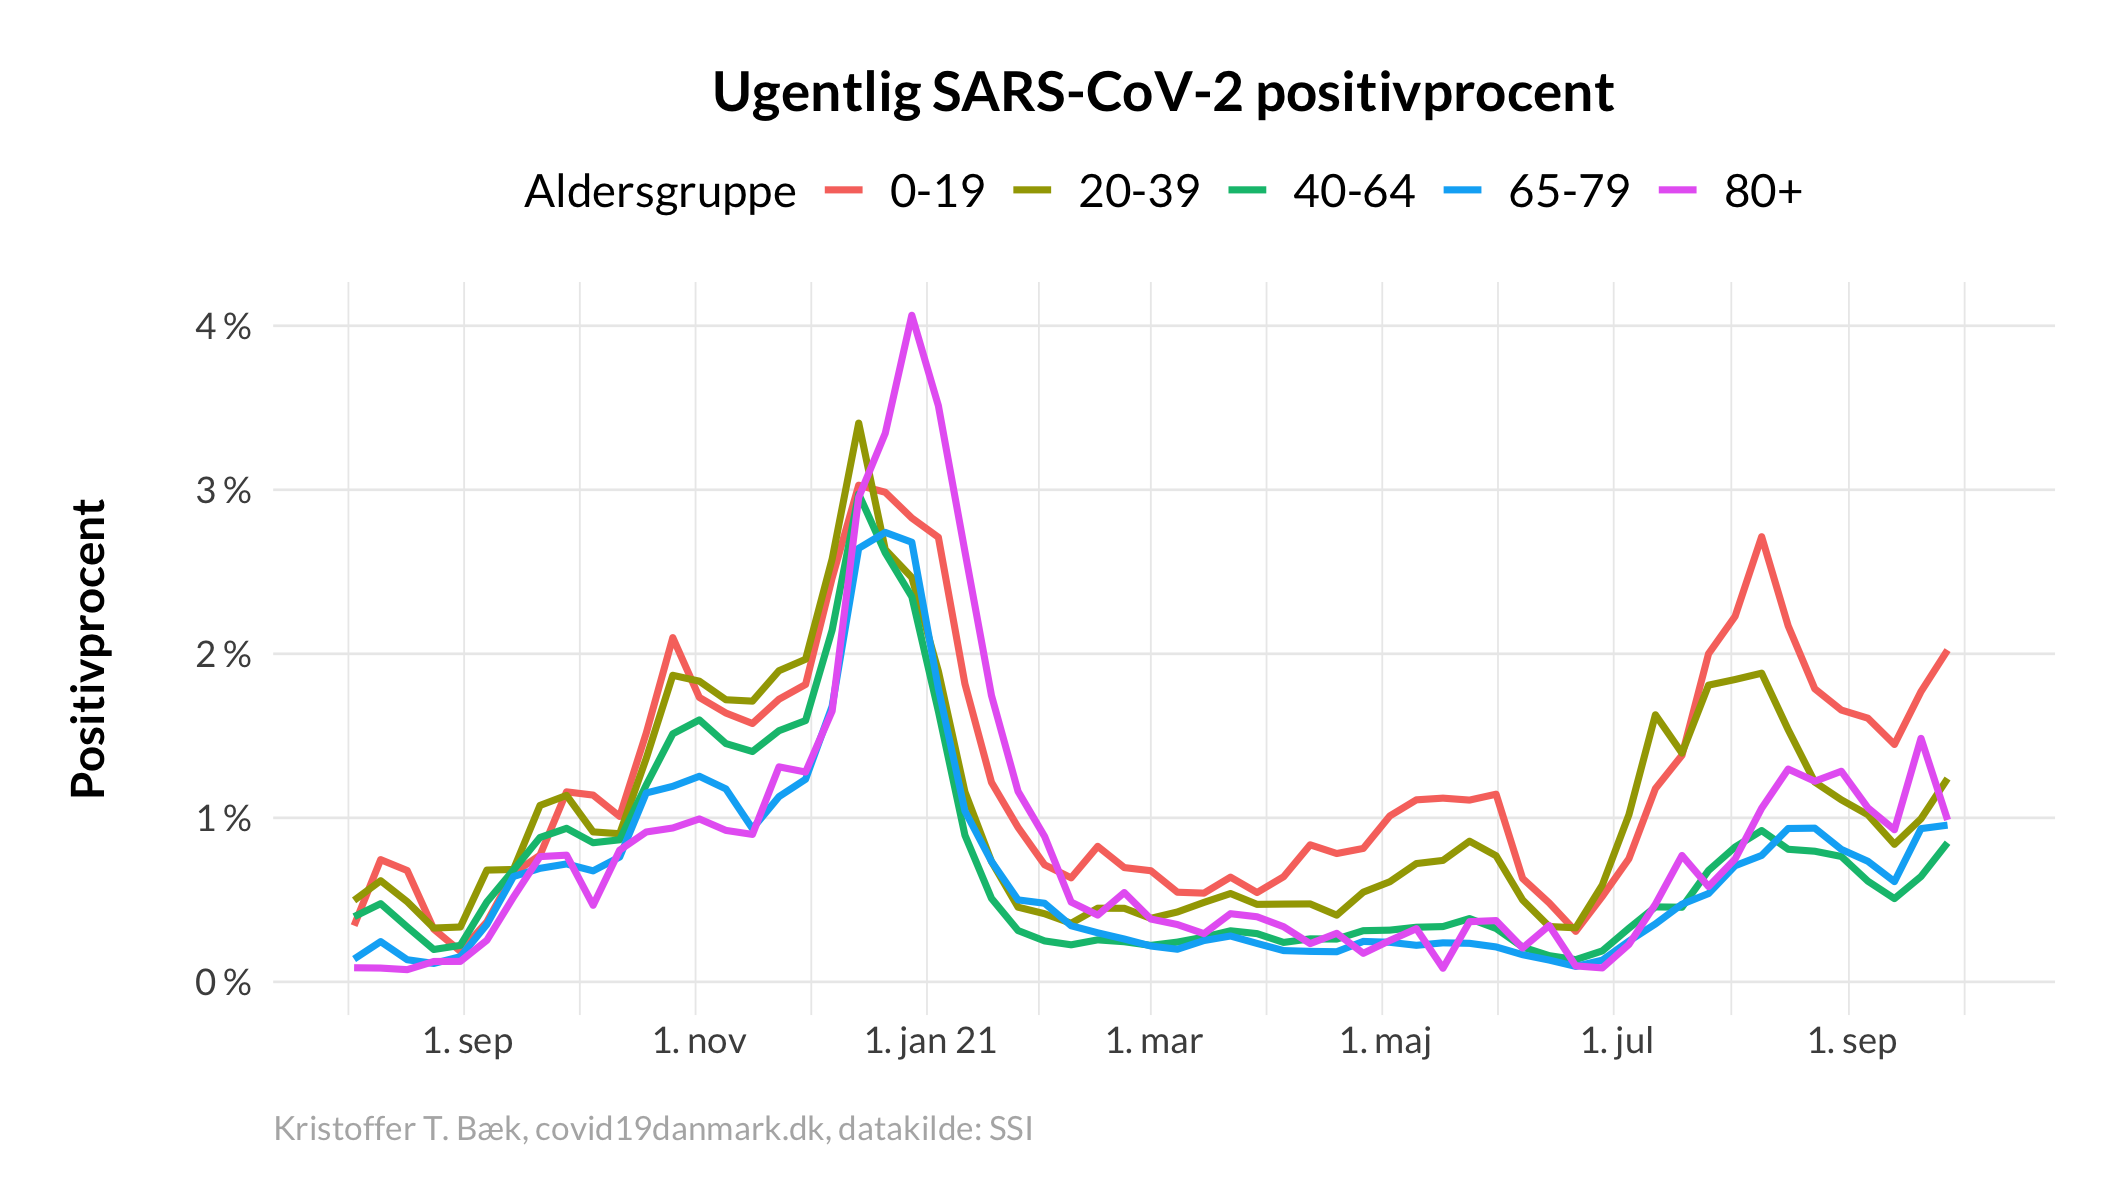 Ugentlig SARS-CoV-2 positivprocent
Aldersgruppe 0-19 20-39 40-64 65-79 80+
Positivprocent
4 %
3 %
2 %
1 %
0 %
1. sep 1. nov 1. jan 21 1. mar 1. maj 1. jul 1. sep
Kristoffer T. Bæk, covid19danmark.dk, datakilde: SSI